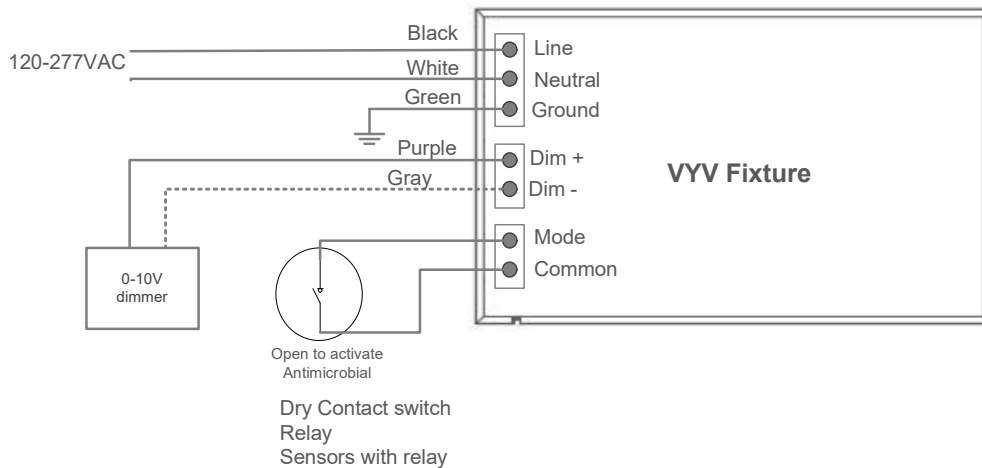 120-277VAC
Black
White
Green
Purple
Gray
Line
Neutral
Ground
Dim +
Dim -
Mode
Common
VYV Fixture
0-10V
dimmer
Open to activate
Antimicrobial
Dry Contact switch
Relay
Sensors with relay